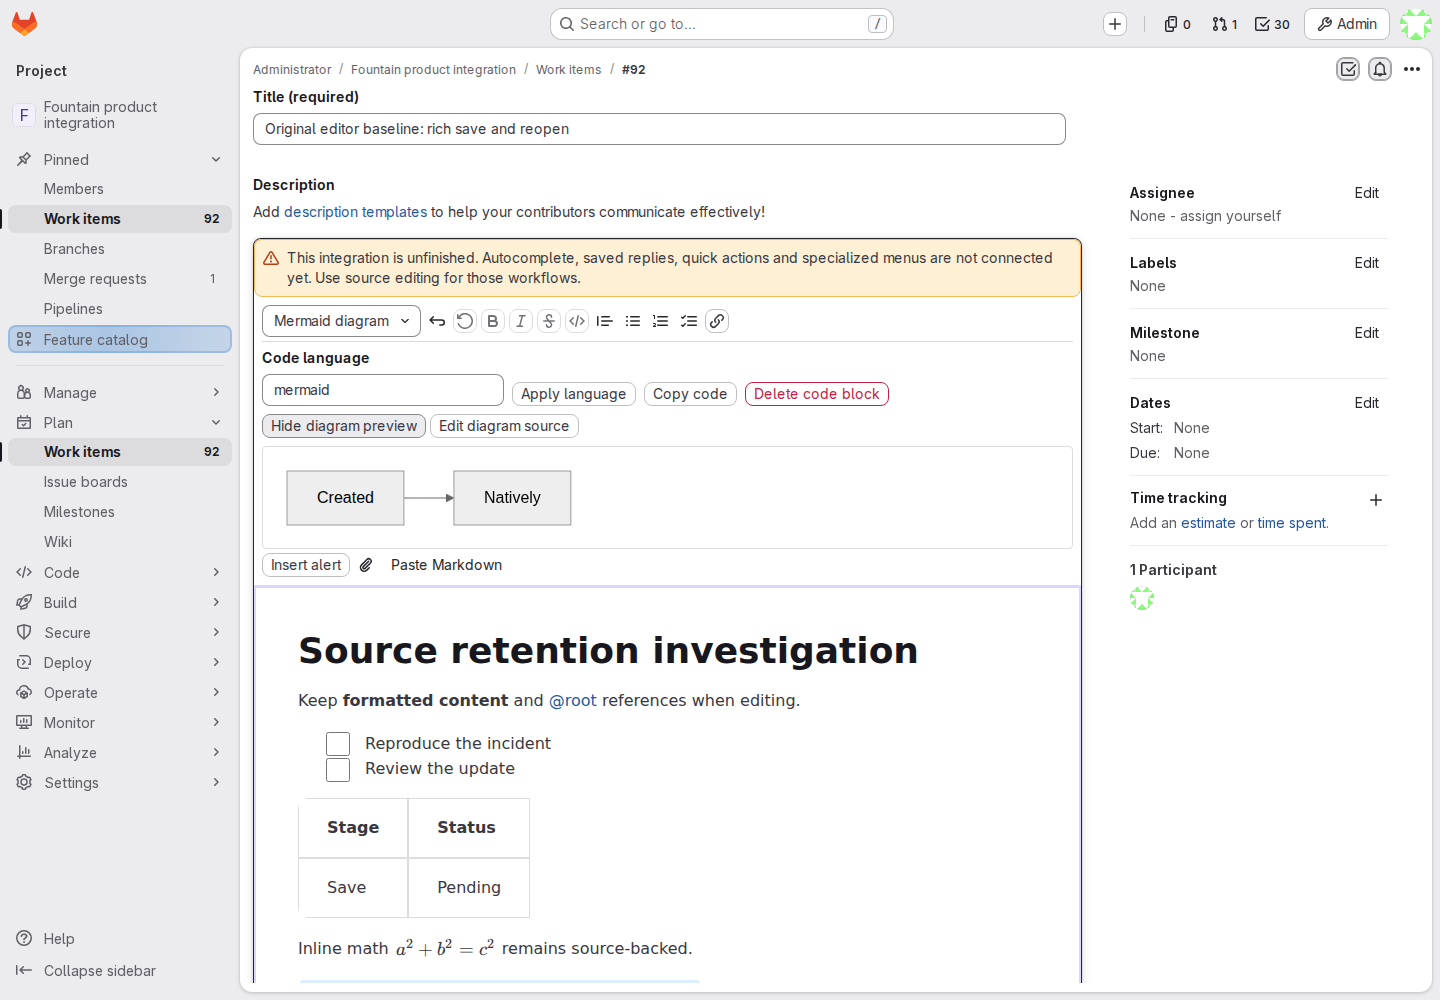 Search or go to...
/
0
1
30
Admin
Project
F
Fountain product integration
Pinned
Members
Work items
92
Branches
Merge requests
1
Pipelines
Feature catalog
Manage
Plan
Work items
92
Issue boards
Milestones
Wiki
Code
Build
Secure
Deploy
Operate
Monitor
Analyze
Settings
Help
Collapse sidebar
Administrator / Fountain product integration / Work items / #92
Title (required)
Original editor baseline: rich save and reopen
Description
Add description templates to help your contributors communicate effectively!
This integration is unfinished. Autocomplete, saved replies, quick actions and specialized menus are not connected
yet. Use source editing for those workflows.
Mermaid diagram
B
I
S
Code language
mermaid
Apply language
Copy code
Delete code block
Hide diagram preview
Edit diagram source
Created
Natively
Insert alert
Paste Markdown
Source retention investigation
Keep formatted content and @root references when editing.
Reproduce the incident
Review the update
Stage
Status
Save
Pending
Inline math a² + b² = c² remains source-backed.
Assignee
Edit
None - assign yourself
Labels
Edit
None
Milestone
Edit
None
Dates
Edit
Start: None
Due: None
Time tracking
Add an estimate or time spent.
1 Participant